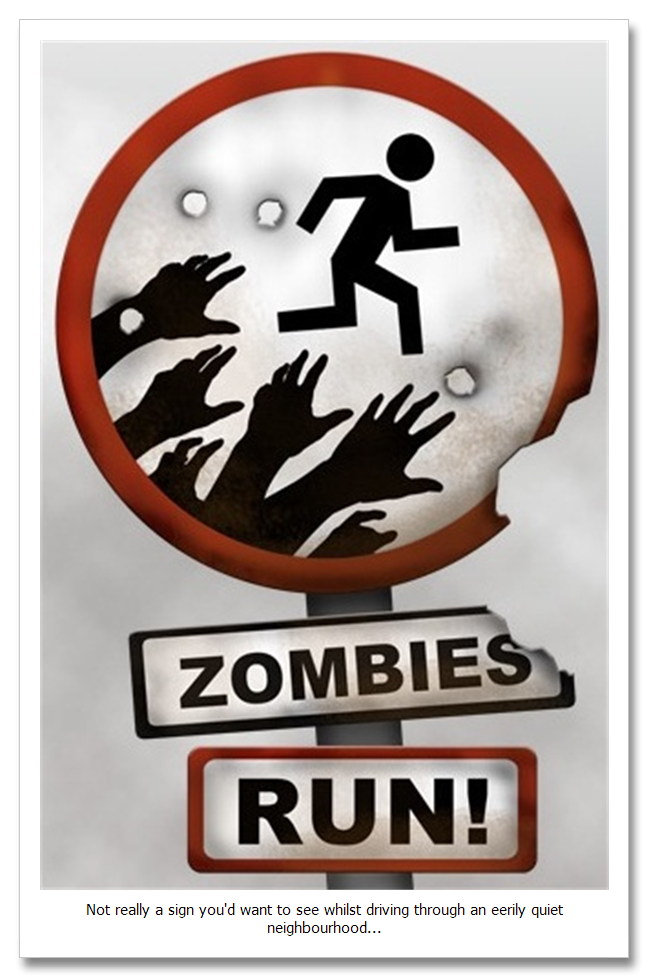 ZOMBIES
RUN!
Not really a sign you'd want to see whilst driving through an eerily quiet
neighbourhood...